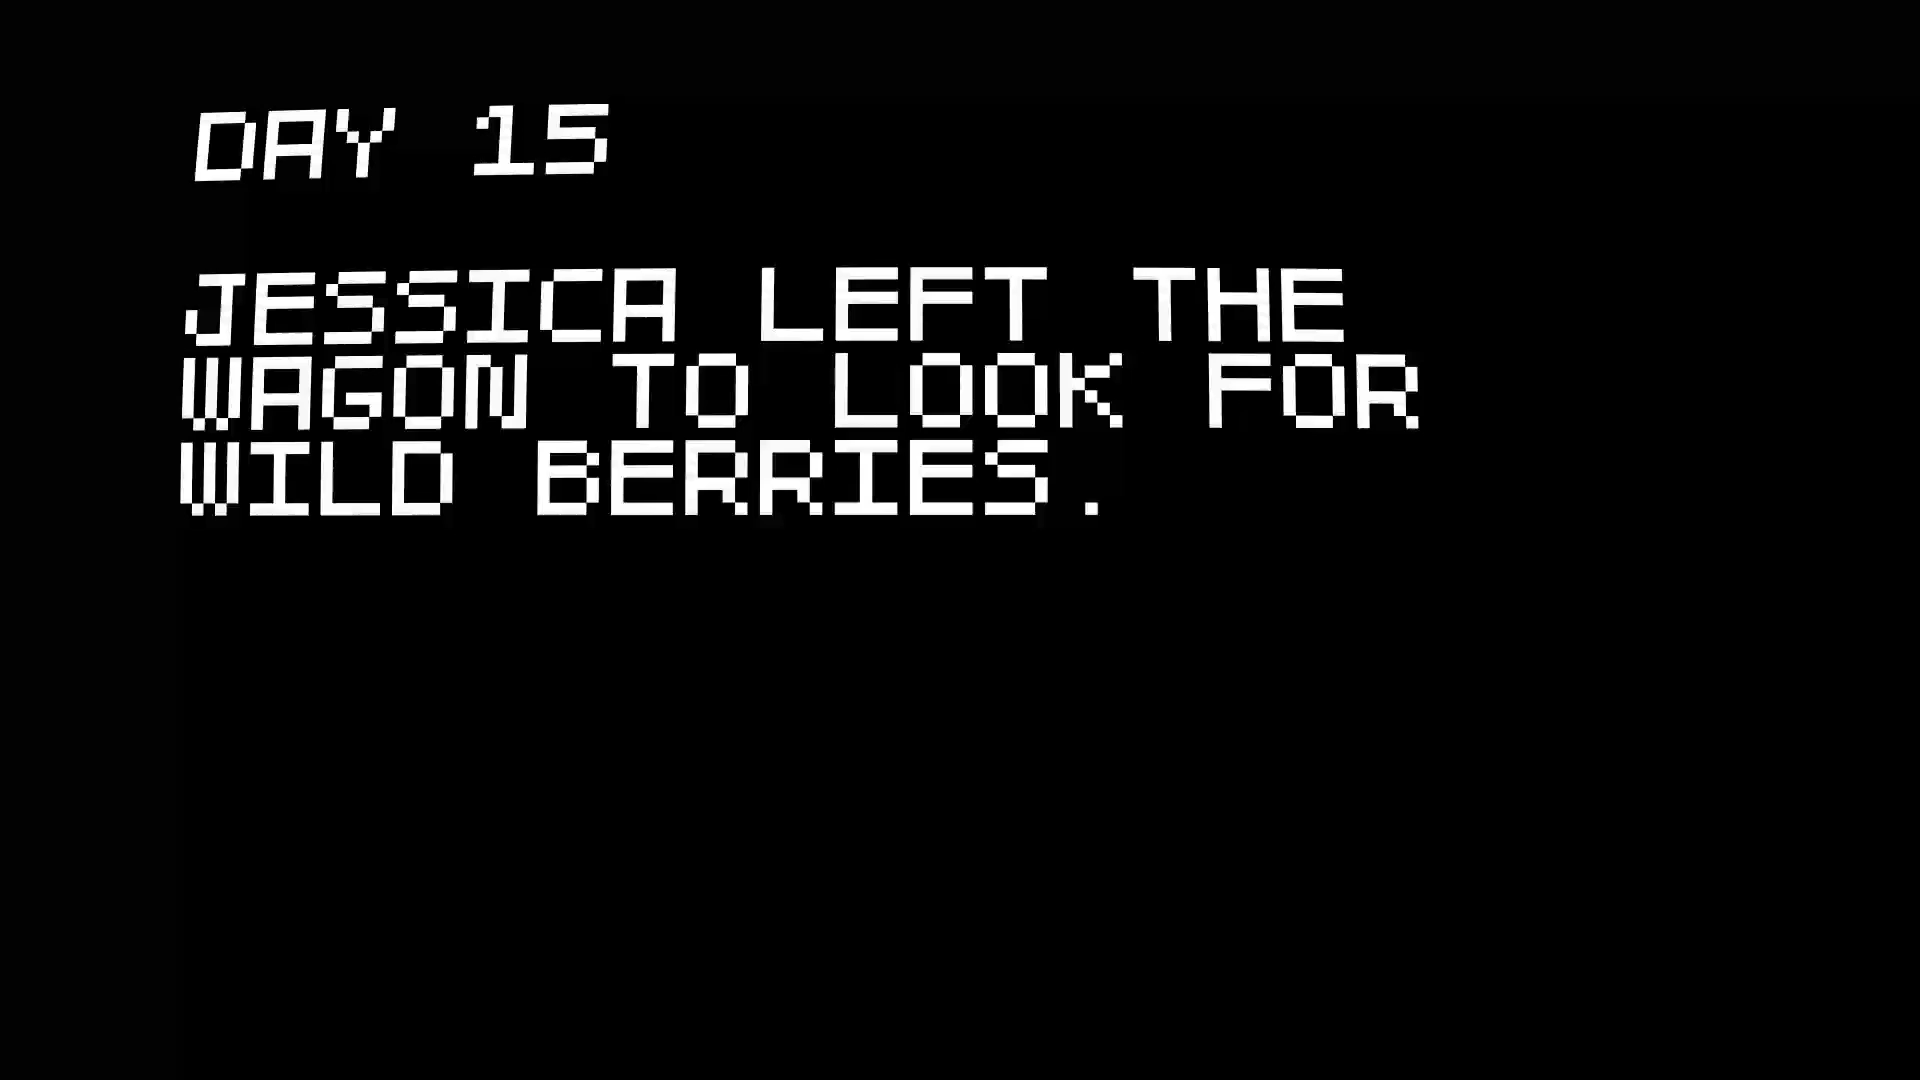 DAY 15
JESSICA LEFT THE
WAGON TO LOOK FOR
WILD BERRIES.